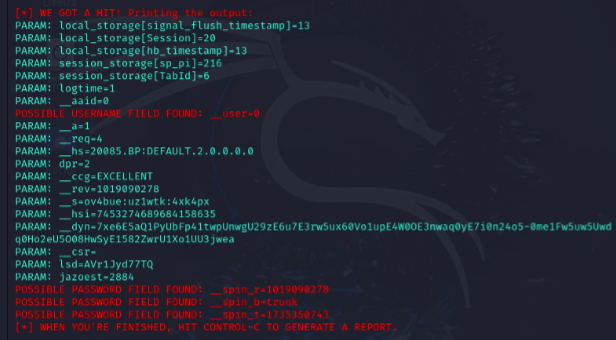 [*] WE GOT A HIT! Printing the output:
PARAM: local_storage[signal_flush_timestamp]=13
PARAM: local_storage[Session]=20
PARAM: local_storage[hb_timestamp]=13
PARAM: session_storage[sp_pi]=216
PARAM: session_storage[TabId]=6
PARAM: logtime=1
PARAM: __aaid=0
POSSIBLE USERNAME FIELD FOUND: __user=0
PARAM: __a=1
PARAM: __req=4
PARAM: __hs=20085.BP:DEFAULT.2.0.0.0.0
PARAM: dpr=2
PARAM: __ccg=EXCELLENT
PARAM: __rev=1019090278
PARAM: __s=ov4bue:uz1wtk:4xk4px
PARAM: __hsi=7453274689684158635
PARAM: __dyn=7xe6E5aQ1PyUbFp41twpUnwgU29zE6u7E3rw5ux60Vo1upE4W0OE3nwaq0yE7i0n24o5-0me1Fw5uw5Uwd
q0Ho2eU5O08HwSyE1582ZwrU1Xo1UU3jwea
PARAM: __csr=
PARAM: lsd=AVr1Jyd77TQ
PARAM: jazoest=2884
POSSIBLE PASSWORD FIELD FOUND: __spin_r=1019090278
POSSIBLE PASSWORD FIELD FOUND: __spin_b=trunk
POSSIBLE PASSWORD FIELD FOUND: __spin_t=1735350743
[*] WHEN YOU'RE FINISHED, HIT CONTROL-C TO GENERATE A REPORT.